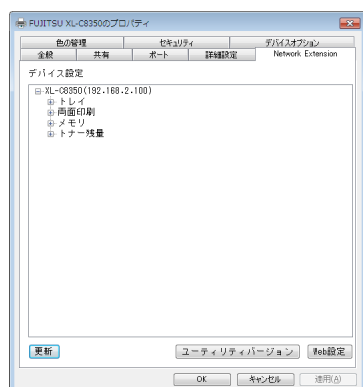 FUJITSU XL-C8350のプロパティ
色の管理 セキュリティ デバイスオプション
全般 共有 ポート 詳細設定 Network Extension
デバイス設定
XL-C8350(192.168.2.100)
トレイ
両面印刷
メモリ
トナー残量
更新 ユーティリティバージョン Web設定
OK キャンセル 適用(A)